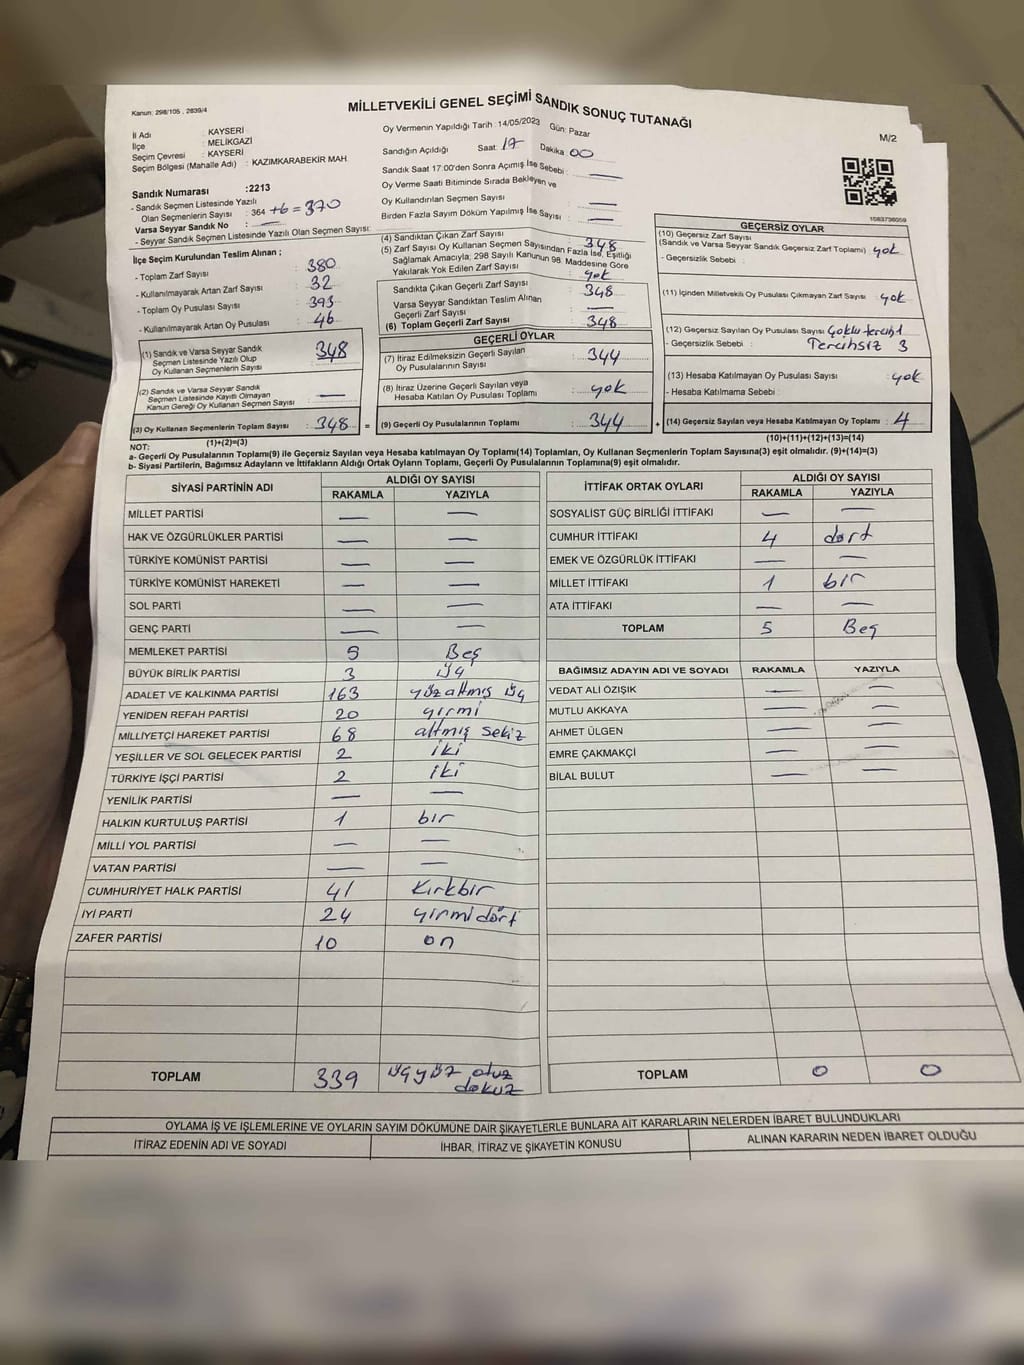 Kanun: 298/105 , 2839/4
MİLLETVEKİLİ GENEL SEÇİMİ SANDIK SONUÇ TUTANAĞI
M/2
İl Adı : KAYSERİ
İlçe : MELİKGAZİ
Seçim Çevresi : KAYSERİ
Seçim Bölgesi (Mahalle Adı) : KAZIMKARABEKİR MAH.
Sandık Numarası :2213
- Sandık Seçmen Listesinde Yazılı
Olan Seçmenlerin Sayısı : 364 +6 = 370
Varsa Seyyar Sandık No : —
- Seyyar Sandık Seçmen Listesinde Yazılı Olan Seçmen Sayısı:
Oy Vermenin Yapıldığı Tarih :14/05/2023 Gün: Pazar
Sandığın Açıldığı Saat: 17 Dakika 00
Sandık Saat 17:00'den Sonra Açımış İse Sebebi : —
Oy Verme Saati Bitiminde Sırada Bekleyen ve
Oy Kullandırılan Seçmen Sayısı : —
Birden Fazla Sayım Döküm Yapılmış İse Sayısı : —
1083798059
İlçe Seçim Kurulundan Teslim Alınan ;
- Toplam Zarf Sayısı : 380
- Kullanılmayarak Artan Zarf Sayısı : 32
- Toplam Oy Pusulası Sayısı : 393
- Kullanılmayarak Artan Oy Pusulası : 46
(1) Sandık ve Varsa Seyyar Sandık
Seçmen Listesinde Yazılı Olup
Oy Kullanan Seçmenlerin Sayısı : 348
(2) Sandık ve Varsa Seyyar Sandık
Seçmen Listesinde Kayıtlı Olmayan
Kanun Gereği Oy Kullanan Seçmen Sayısı : —
(3) Oy Kullanan Seçmenlerin Toplam Sayısı : 348 =
(1)+(2)=(3)
(4) Sandıktan Çıkan Zarf Sayısı : 348
(5) Zarf Sayısı Oy Kullanan Seçmen Sayısından Fazla İse, Eşitliği
Sağlamak Amacıyla; 298 Sayılı Kanunun 98. Maddesine Göre
Yakılarak Yok Edilen Zarf Sayısı : yok
Sandıkta Çıkan Geçerli Zarf Sayısı : 348
Varsa Seyyar Sandıktan Teslim Alınan
Geçerli Zarf Sayısı : —
(6) Toplam Geçerli Zarf Sayısı : 348
GEÇERLİ OYLAR
(7) İtiraz Edilmeksizin Geçerli Sayılan
Oy Pusulalarının Sayısı : 344
(8) İtiraz Üzerine Geçerli Sayılan veya
Hesaba Katılan Oy Pusulası Toplamı : yok
(9) Geçerli Oy Pusulalarının Toplamı : 344 +
GEÇERSİZ OYLAR
(10) Geçersiz Zarf Sayısı
(Sandık ve Varsa Seyyar Sandık Geçersiz Zarf Toplamı) : yok
- Geçersizlik Sebebi :
(11) İçinden Milletvekili Oy Pusulası Çıkmayan Zarf Sayısı : yok
(12) Geçersiz Sayılan Oy Pusulası Sayısı : Çoklu tercih 1
- Geçersizlik Sebebi : Tercihsiz 3
(13) Hesaba Katılmayan Oy Pusulası Sayısı : yok
- Hesaba Katılmama Sebebi :
(14) Geçersiz Sayılan veya Hesaba Katılmayan Oy Toplamı : 4
(10)+(11)+(12)+(13)=(14)
NOT:
a- Geçerli Oy Pusulasının Toplamı(9) ile Geçersiz Sayılan veya Hesaba katılmayan Oy Toplamı(14) Toplamları, Oy Kullanan Seçmenlerin Toplam Sayısına(3) eşit olmalıdır. (9)+(14)=(3)
b- Siyasi Partilerin, Bağımsız Adayların ve İttifakların Aldığı Ortak Oyların Toplamı, Geçerli Oy Pusulalarının Toplamına(9) eşit olmalıdır.
SİYASİ PARTİNİN ADI ALDIĞI OY SAYISI
RAKAMLA YAZIYLA
MİLLET PARTİSİ — —
HAK VE ÖZGÜRLÜKLER PARTİSİ — —
TÜRKİYE KOMÜNİST PARTİSİ — —
TÜRKİYE KOMÜNİST HAREKETİ — —
SOL PARTİ — —
GENÇ PARTİ — —
MEMLEKET PARTİSİ 5 Beş
BÜYÜK BİRLİK PARTİSİ 3 üç
ADALET VE KALKINMA PARTİSİ 163 yüzaltmış üç
YENİDEN REFAH PARTİSİ 20 yirmi
MİLLİYETÇİ HAREKET PARTİSİ 68 altmış sekiz
YEŞİLLER VE SOL GELECEK PARTİSİ 2 iki
TÜRKİYE İŞÇİ PARTİSİ 2 iki
YENİLİK PARTİSİ — —
HALKIN KURTULUŞ PARTİSİ 1 bir
MİLLİ YOL PARTİSİ — —
VATAN PARTİSİ — —
CUMHURİYET HALK PARTİSİ 41 Kırkbir
İYİ PARTİ 24 yirmidört
ZAFER PARTİSİ 10 on
TOPLAM 339 üçyüz otuz
dokuz
İTTİFAK ORTAK OYLARI ALDIĞI OY SAYISI
RAKAMLA YAZIYLA
SOSYALİST GÜÇ BİRLİĞİ İTTİFAKI — —
CUMHUR İTTİFAKI 4 dört
EMEK VE ÖZGÜRLÜK İTTİFAKI — —
MİLLET İTTİFAKI 1 bir
ATA İTTİFAKI — —
TOPLAM 5 Beş
BAĞIMSIZ ADAYIN ADI VE SOYADI RAKAMLA YAZIYLA
VEDAT ALİ ÖZIŞIK — —
MUTLU AKKAYA — —
AHMET ÜLGEN — —
EMRE ÇAKMAKÇİ — —
BİLAL BULUT — —
TOPLAM 0 0
OYLAMA İŞ VE İŞLEMLERİNE VE OYLARIN SAYIM DÖKÜMÜNE DAİR ŞİKAYETLERLE BUNLARA AİT KARARLARIN NELERDEN İBARET BULUNDUKLARI
İTİRAZ EDENİN ADI VE SOYADI İHBAR, İTİRAZ VE ŞİKAYETİN KONUSU ALINAN KARARIN NEDEN İBARET OLDUĞU